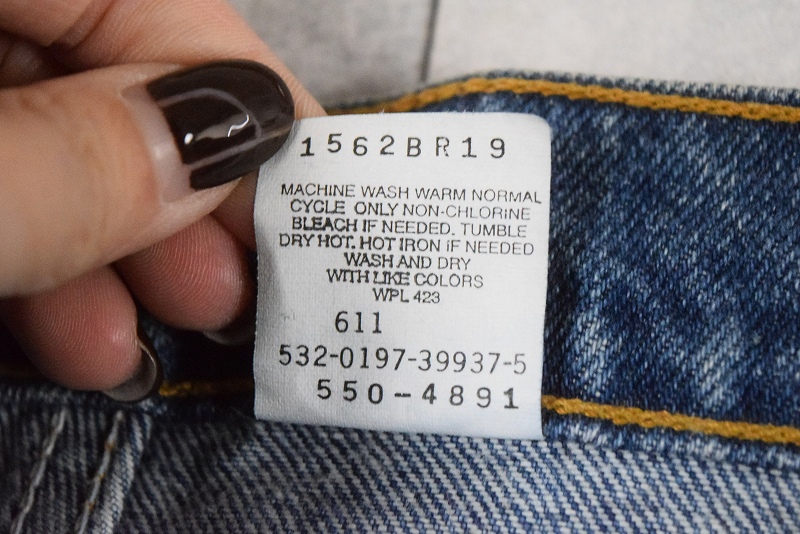 1562BR19
MACHINE WASH WARM NORMAL
CYCLE ONLY NON-CHLORINE
BLEACH IF NEEDED. TUMBLE
DRY HOT. HOT IRON IF NEEDED
WASH AND DRY
WITH LIKE COLORS
WPL 423
611
532-0197-39937-5
550-4891